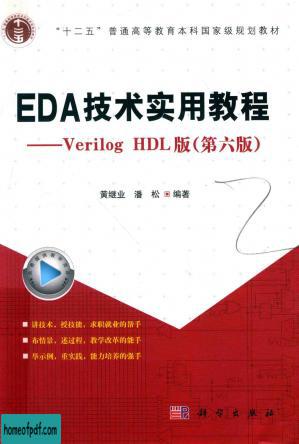 “十二五”普通高等教育本科国家级规划教材
EDA技术实用教程
——Verilog HDL版(第六版)
黄继业 潘 松 编著
讲技术，授技能，求职就业的帮手
布情景，述过程，教学改革的能手
举示例，重实践，能力培养的强手
科学出版社
homeofpdf.com